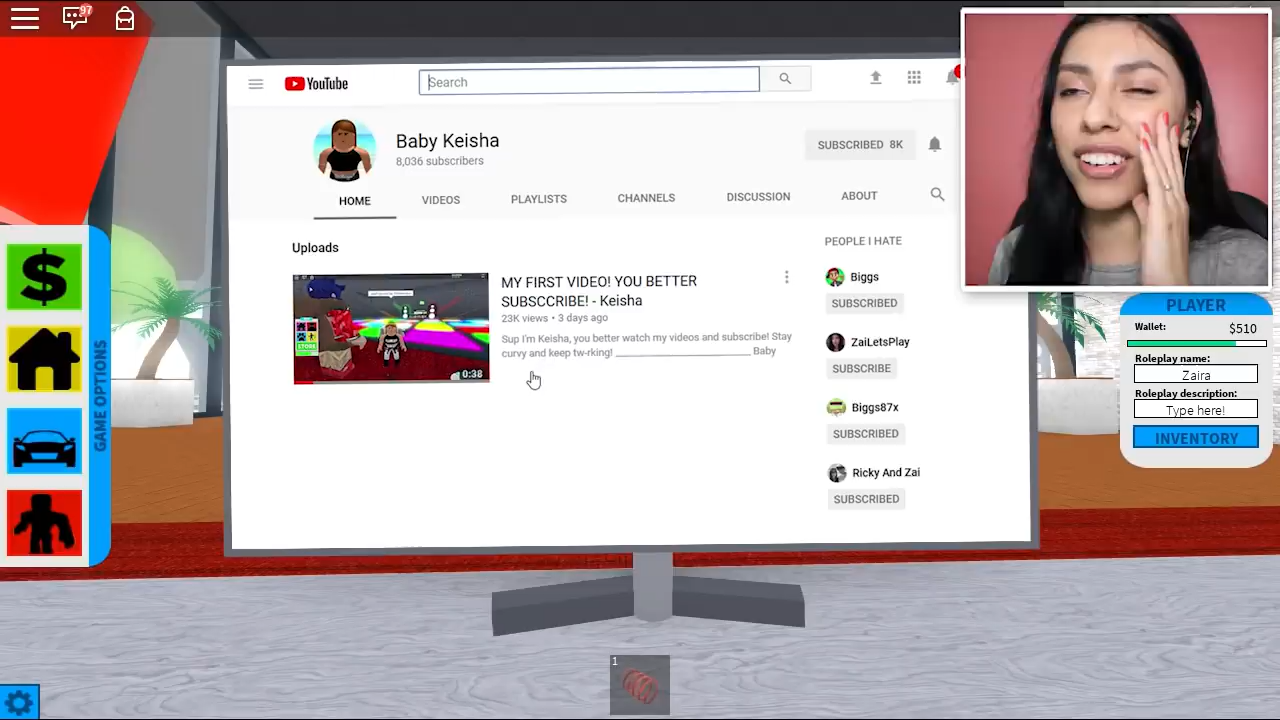 97
YouTube
Search
Baby Keisha
8,036 subscribers
SUBSCRIBED 8K
HOME
VIDEOS
PLAYLISTS
CHANNELS
DISCUSSION
ABOUT
Uploads
MY FIRST VIDEO! YOU BETTER
SUBSCCRIBE! - Keisha
23K views • 3 days ago
Sup I'm Keisha, you better watch my videos and subscribe! Stay
curvy and keep tw-rking! ______________________ Baby
0:38
PEOPLE I HATE
Biggs
SUBSCRIBED
ZaiLetsPlay
SUBSCRIBE
Biggs87x
SUBSCRIBED
Ricky And Zai
SUBSCRIBED
$
GAME OPTIONS
PLAYER
Wallet: $510
Roleplay name:
Zaira
Roleplay description:
Type here!
INVENTORY
1